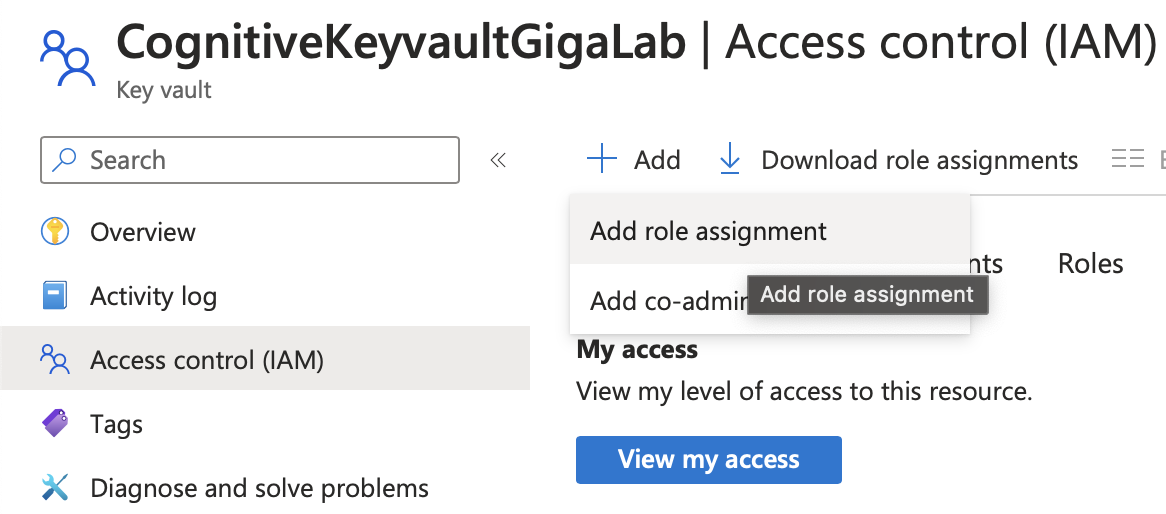 CognitiveKeyvaultGigaLab | Access control (IAM)
Key vault
Search
«
Add
Download role assignments
Add role assignment
Roles
Add co-admin
Add role assignment
Overview
Activity log
Access control (IAM)
Tags
Diagnose and solve problems
My access
View my level of access to this resource.
View my access